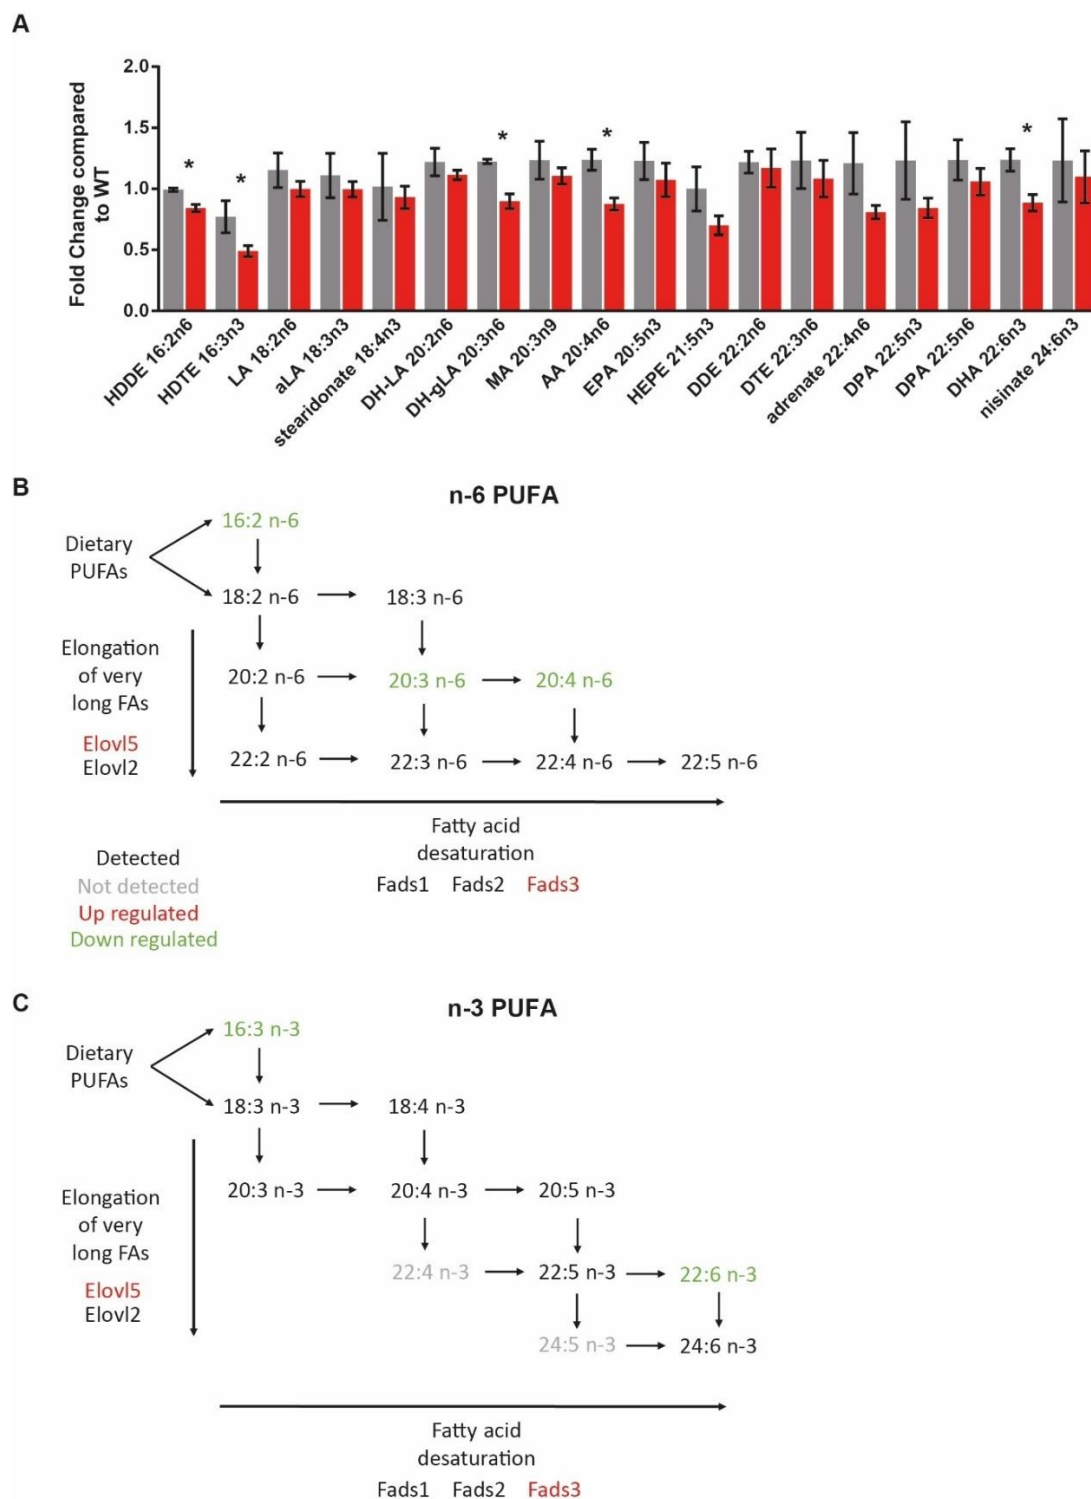 A
Fold Change compared
to WT
2.0
1.5
1.0
0.5
0.0
* * * * *
HDDE 16:2n6
HDTE 16:3n3
LA 18:2n6
aLA 18:3n3
stearidonate 18:4n3
DH-LA 20:2n6
DH-gLA 20:3n6
MA 20:3n9
AA 20:4n6
EPA 20:5n3
HEPE 21:5n3
DDE 22:2n6
DTE 22:3n6
adrenate 22:4n6
DPA 22:5n3
DPA 22:5n6
DHA 22:6n3
nisinate 24:6n3
B
n-6 PUFA
Dietary
PUFAs
16:2 n-6
18:2 n-6 18:3 n-6
Elongation
of very
long FAs
20:2 n-6 20:3 n-6 20:4 n-6
Elovl5
Elovl2
22:2 n-6 22:3 n-6 22:4 n-6 22:5 n-6
Fatty acid
desaturation
Fads1 Fads2 Fads3
Detected
Not detected
Up regulated
Down regulated
C
n-3 PUFA
Dietary
PUFAs
16:3 n-3
18:3 n-3 18:4 n-3
Elongation
of very
long FAs
20:3 n-3 20:4 n-3 20:5 n-3
22:4 n-3 22:5 n-3 22:6 n-3
Elovl5
Elovl2
24:5 n-3 24:6 n-3
Fatty acid
desaturation
Fads1 Fads2 Fads3